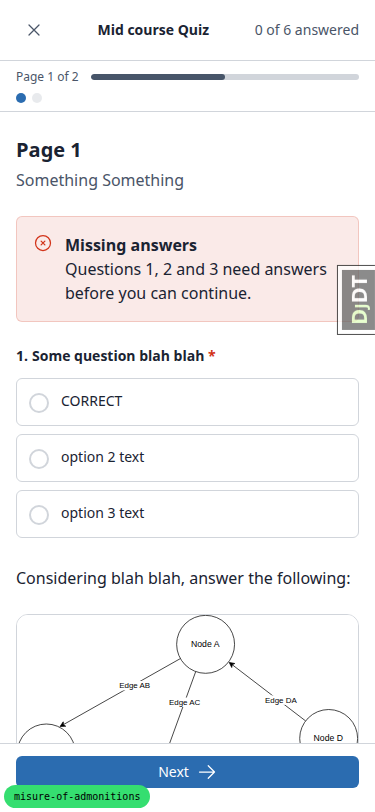 Mid course Quiz
0 of 6 answered
Page 1 of 2
Page 1
Something Something
Missing answers
Questions 1, 2 and 3 need answers
before you can continue.
DjDT
1. Some question blah blah *
CORRECT
option 2 text
option 3 text
Considering blah blah, answer the following:
Node A
Edge AB
Edge AC
Edge DA
Node D
Next
misure-of-admonitions